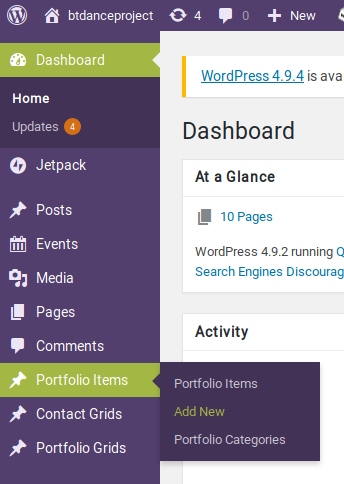 btdanceproject 4 0 New
Dashboard
Home
Updates 4
Jetpack
Posts
Events
Media
Pages
Comments
Portfolio Items
Contact Grids
Portfolio Grids
WordPress 4.9.4 is ava
Dashboard
At a Glance
10 Pages
WordPress 4.9.2 running Q
Search Engines Discourag
Activity
Portfolio Items
Add New
Portfolio Categories